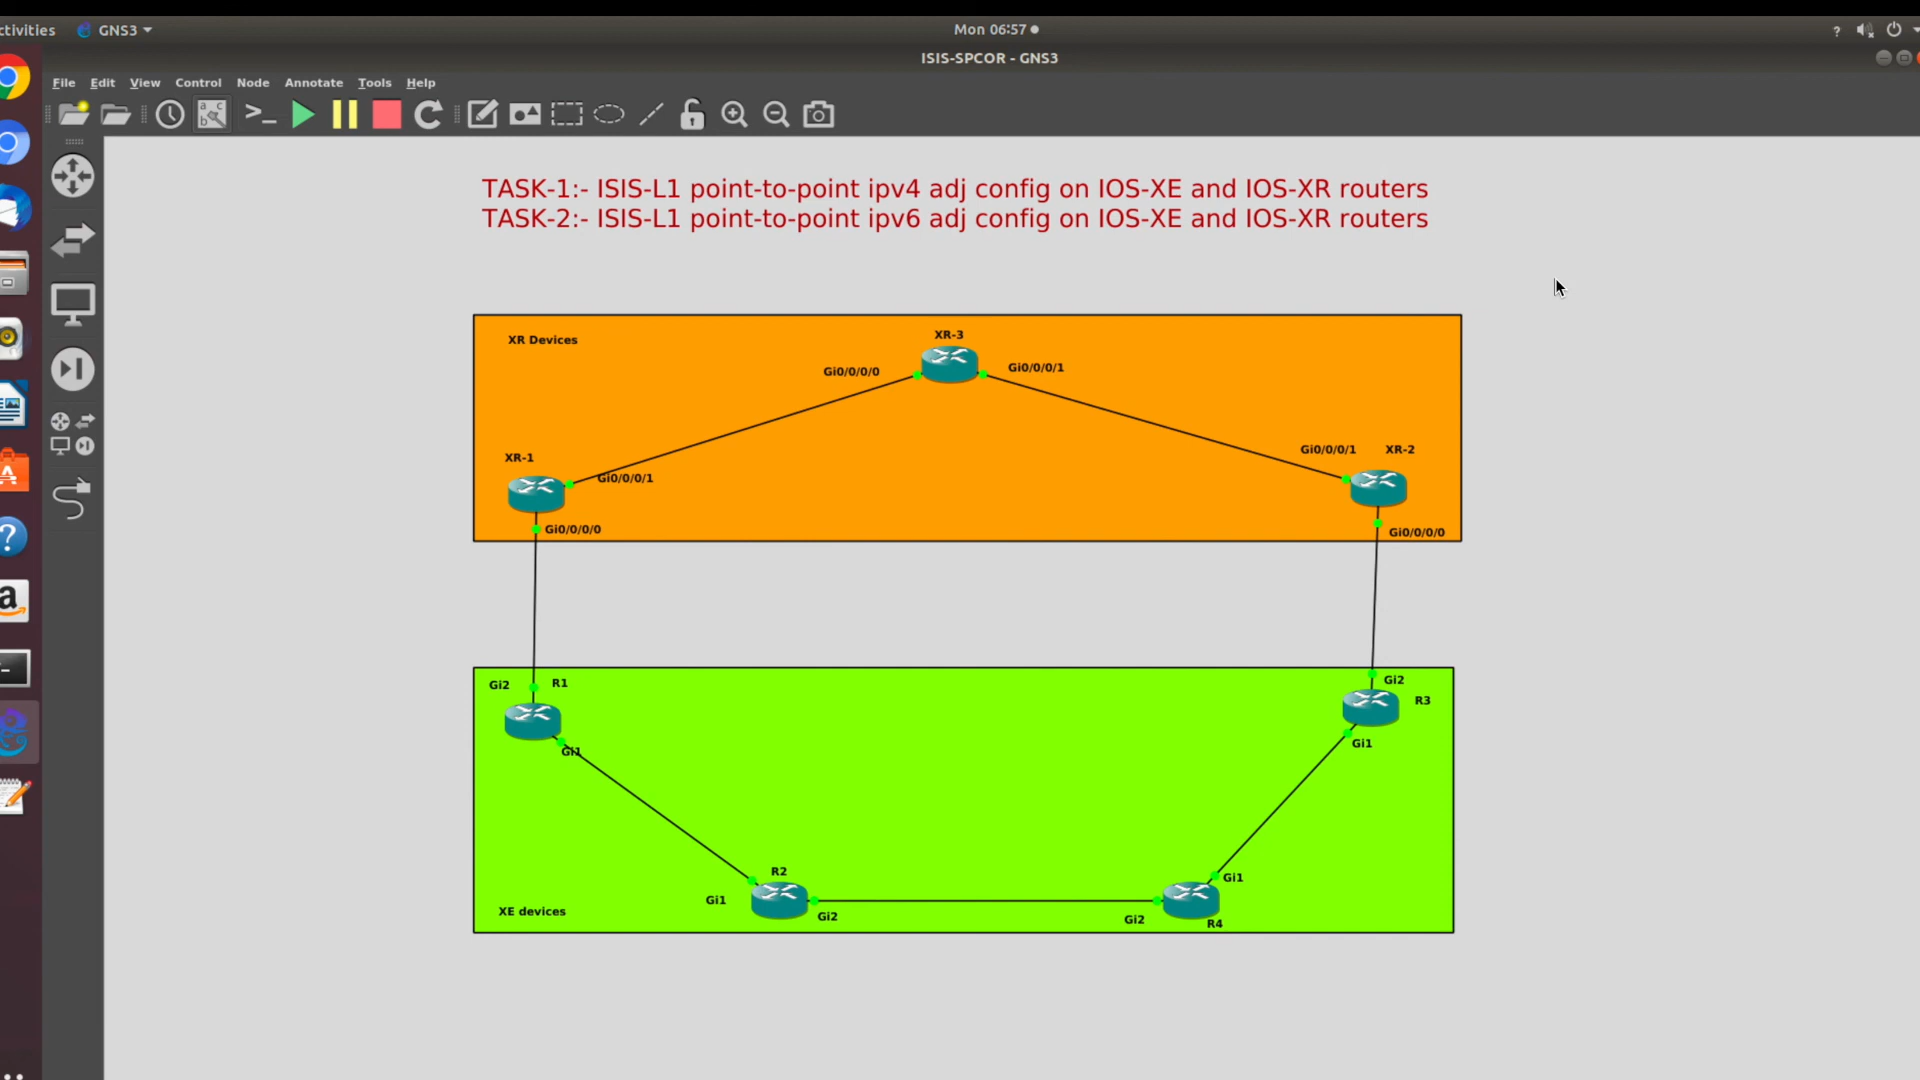 ctivities
GNS3
Mon 06:57
?
ISIS-SPCOR - GNS3
File Edit View Control Node Annotate Tools Help
TASK-1:- ISIS-L1 point-to-point ipv4 adj config on IOS-XE and IOS-XR routers
TASK-2:- ISIS-L1 point-to-point ipv6 adj config on IOS-XE and IOS-XR routers
XR Devices
XR-3
Gi0/0/0/0
Gi0/0/0/1
XR-1
Gi0/0/0/1
Gi0/0/0/1
XR-2
Gi0/0/0/0
Gi0/0/0/0
Gi2
R1
Gi2
R3
Gi1
Gi1
R2
Gi1
Gi2
Gi1
Gi2
R4
XE devices